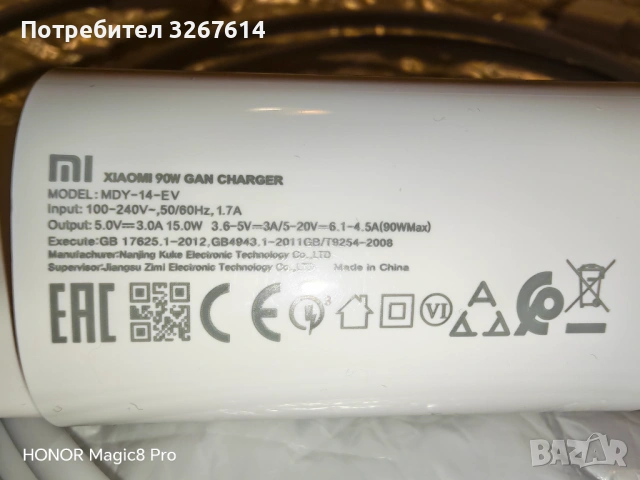 Потребител 3267614
mi XIAOMI 90W GAN CHARGER
MODEL: MDY-14-EV
Input: 100-240V~,50/60Hz, 1.7A
Output: 5.0V⎓3.0A 15.0W 3.6-5V⎓3A/5-20V⎓6.1-4.5A(90WMax)
Execute:GB 17625.1-2012,GB4943.1-2011GB/T9254-2008
Manufacturer:Nanjing Kuke Electronic Technology Co.,LTD
Supervisor:Jiangsu Zimi Electronic Technology Co.,LTD Made in China
EAC CE 3 VI
HONOR Magic8 Pro
BAZAR